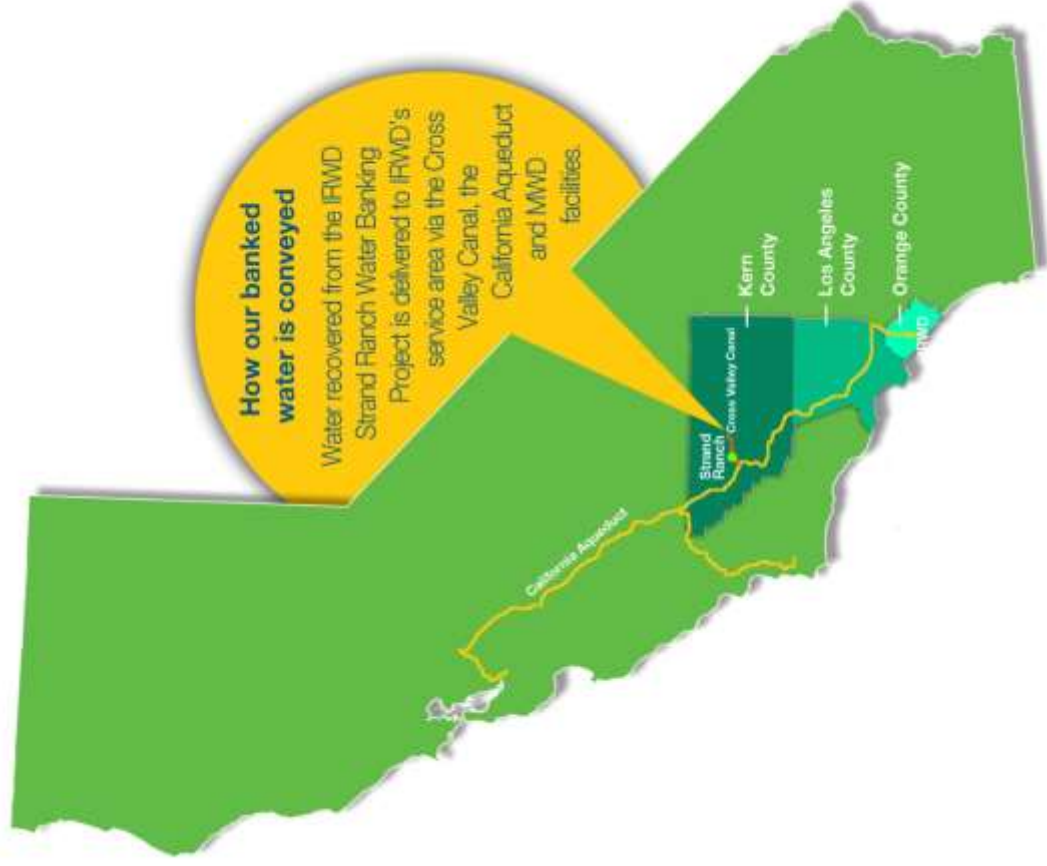 How our banked
water is conveyed
Water recovered from the IRWD
Strand Ranch Water Banking
Project is delivered to IRWD's
service area via the Cross
Valley Canal, the
California Aqueduct
and MWD
facilities.
California Aqueduct
Strand
Ranch
Cross Valley Canal
Kern
County
Los Angeles
County
Orange County
IRWD